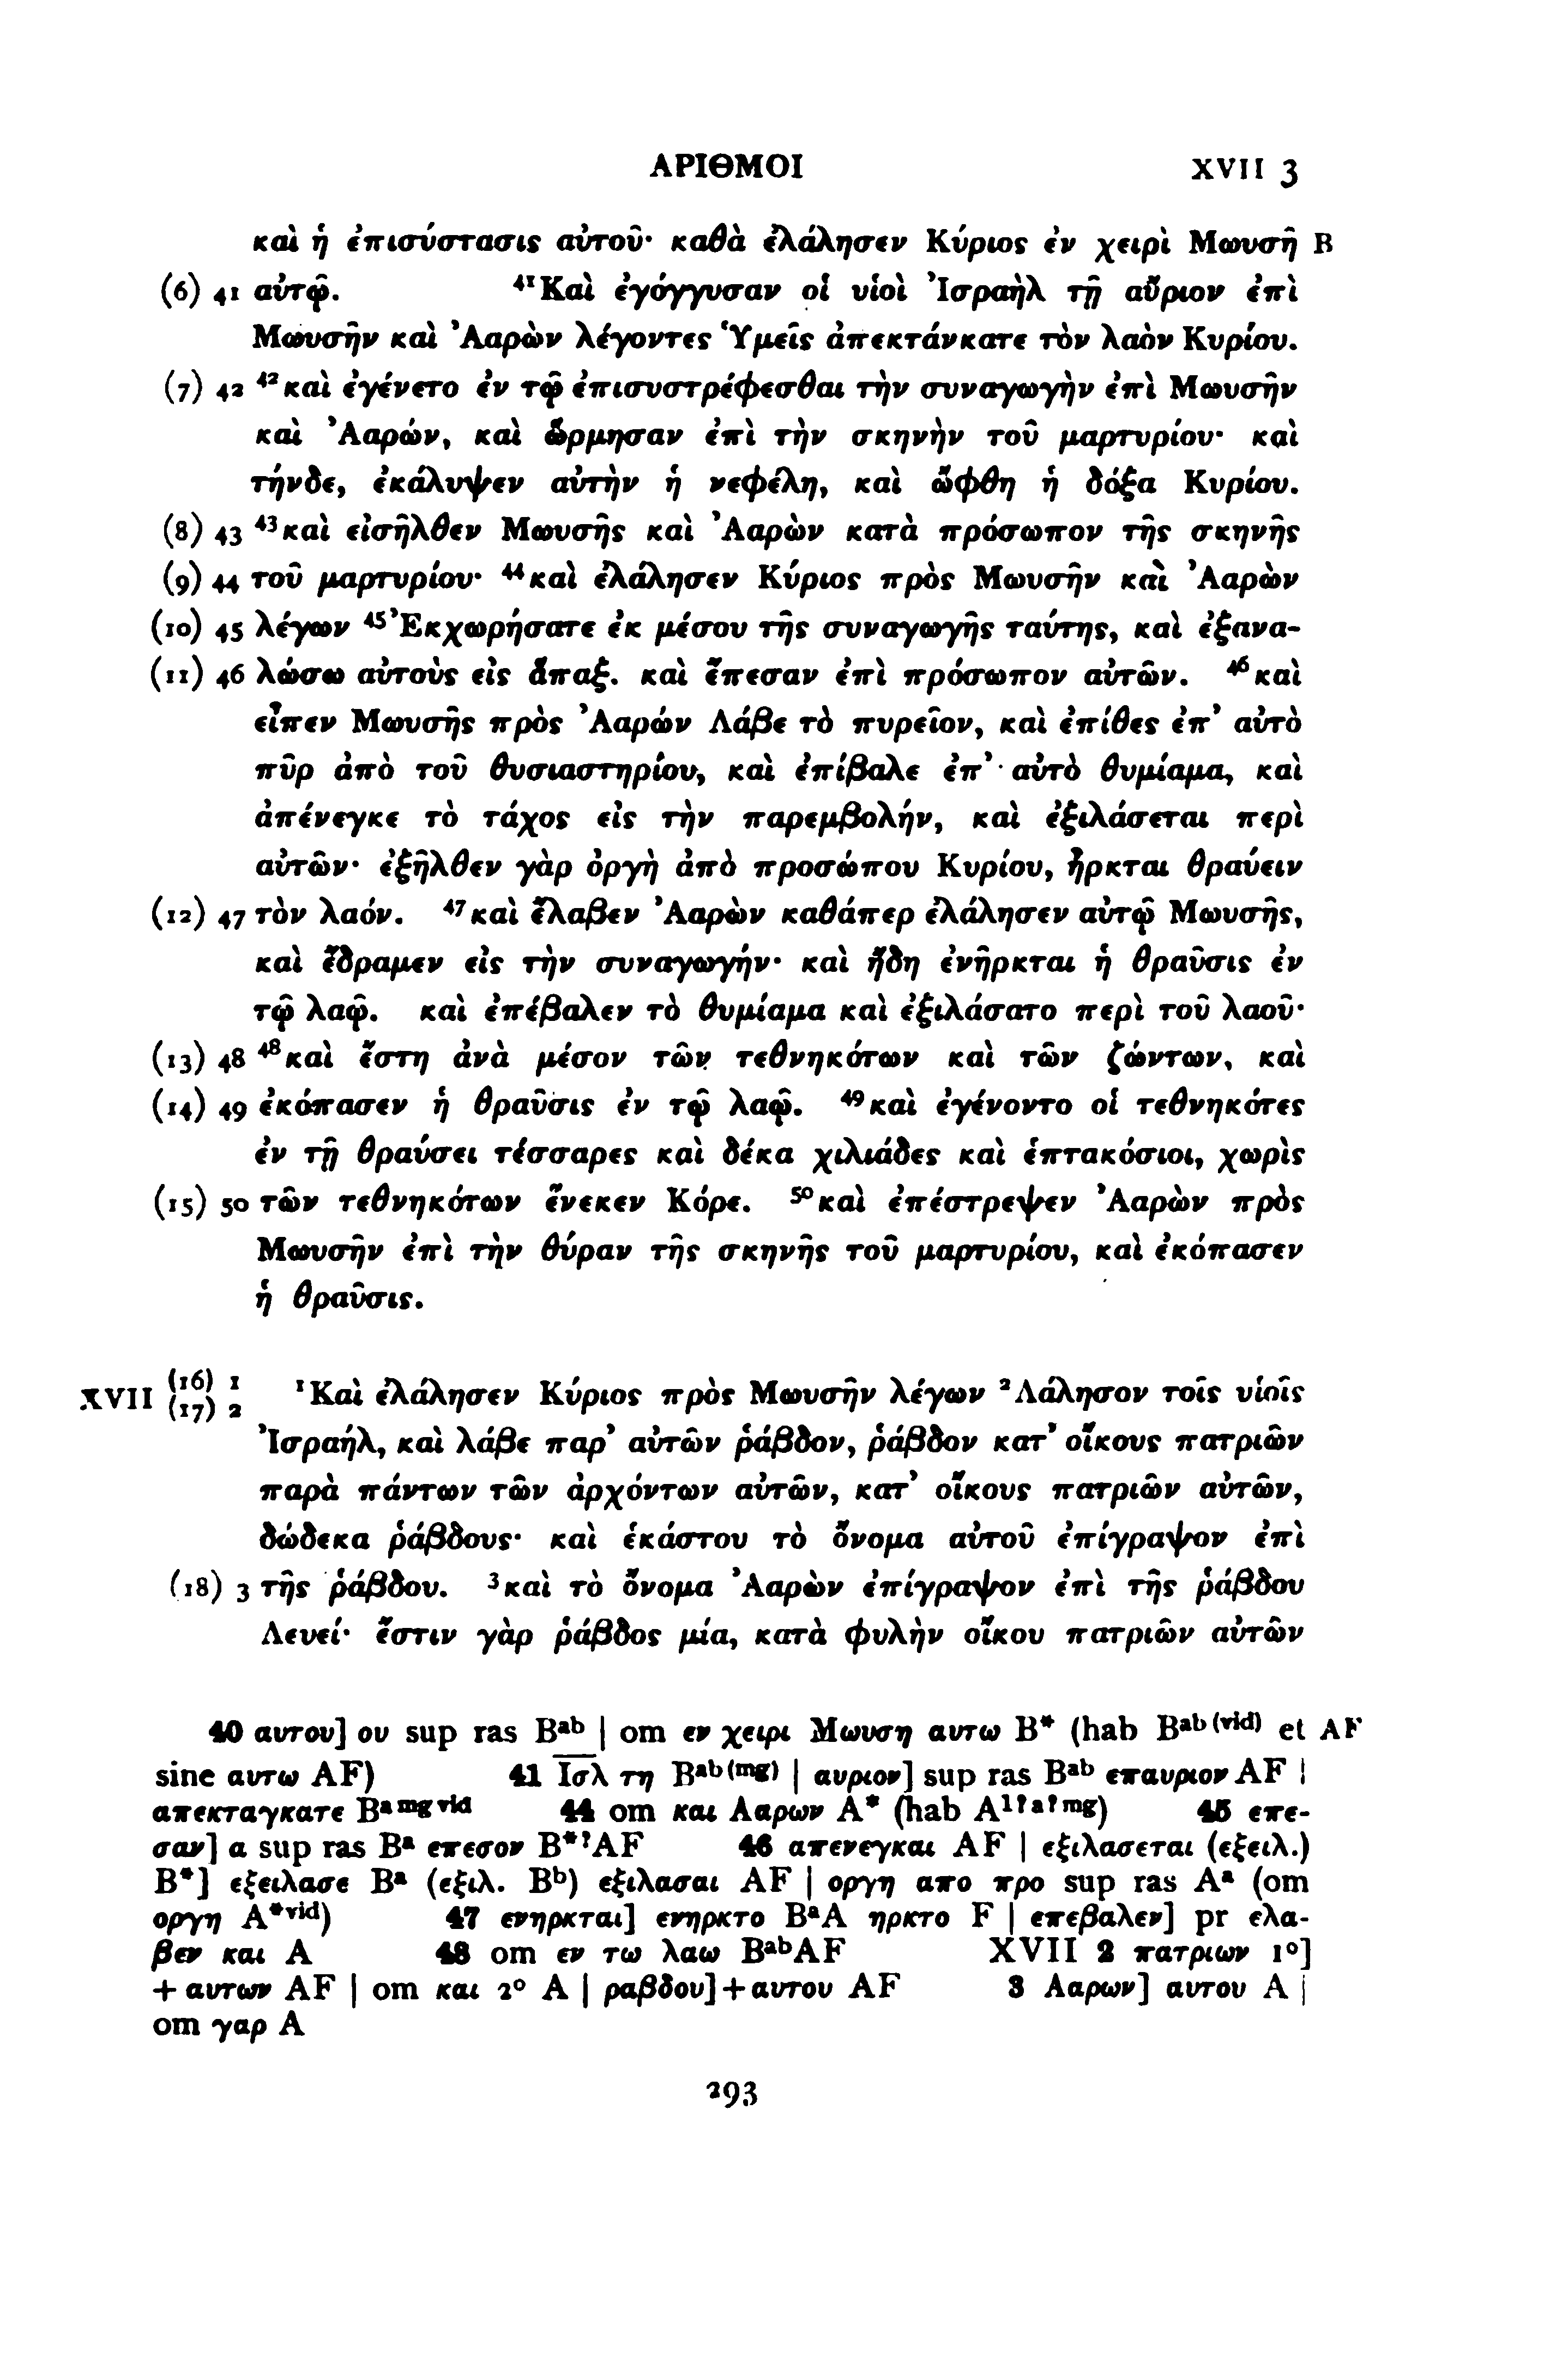 ΑΡΙΘΜΟΙ XVII 3
καὶ ἡ ἐπισύστασις αὐτοῦ· καθὰ ἐλάλησεν Κύριος ἐν χειρὶ Μωυσῇ B
(6) 41 αὐτῷ. ⁴¹Καὶ ἐγόγγυσαν οἱ υἱοὶ Ἰσραὴλ τῇ αὔριον ἐπὶ
Μωυσῆν καὶ Ἀαρὼν λέγοντες Ὑμεῖς ἀπεκτάνκατε τὸν λαὸν Κυρίου.
(7) 42 ⁴²καὶ ἐγένετο ἐν τῷ ἐπισυστρέφεσθαι τὴν συναγωγὴν ἐπὶ Μωυσῆν
καὶ Ἀαρών, καὶ ὥρμησαν ἐπὶ τὴν σκηνὴν τοῦ μαρτυρίου· καὶ
τήνδε, ἐκάλυψεν αὐτὴν ἡ νεφέλη, καὶ ὤφθη ἡ δόξα Κυρίου.
(8) 43 ⁴³καὶ εἰσῆλθεν Μωυσῆς καὶ Ἀαρὼν κατὰ πρόσωπον τῆς σκηνῆς
(9) 44 τοῦ μαρτυρίου· ⁴⁴καὶ ἐλάλησεν Κύριος πρὸς Μωυσῆν καὶ Ἀαρὼν
(10) 45 λέγων ⁴⁵Ἐκχωρήσατε ἐκ μέσου τῆς συναγωγῆς ταύτης, καὶ ἐξανα-
(11) 46 λώσω αὐτοὺς εἰς ἅπαξ. καὶ ἔπεσαν ἐπὶ πρόσωπον αὐτῶν. ⁴⁶καὶ
εἶπεν Μωυσῆς πρὸς Ἀαρών Λάβε τὸ πυρεῖον, καὶ ἐπίθες ἐπ' αὐτὸ
πῦρ ἀπὸ τοῦ θυσιαστηρίου, καὶ ἐπίβαλε ἐπ' αὐτὸ θυμίαμα, καὶ
ἀπένεγκε τὸ τάχος εἰς τὴν παρεμβολήν, καὶ ἐξιλάσεται περὶ
αὐτῶν· ἐξῆλθεν γὰρ ὀργὴ ἀπὸ προσώπου Κυρίου, ἦρκται θραύειν
(12) 47 τὸν λαόν. ⁴⁷καὶ ἔλαβεν Ἀαρὼν καθάπερ ἐλάλησεν αὐτῷ Μωυσῆς,
καὶ ἔδραμεν εἰς τὴν συναγωγήν· καὶ ἤδη ἐνῆρκται ἡ θραῦσις ἐν
τῷ λαῷ. καὶ ἐπέβαλεν τὸ θυμίαμα καὶ ἐξιλάσατο περὶ τοῦ λαοῦ·
(13) 48 ⁴⁸καὶ ἔστη ἀνὰ μέσον τῶν τεθνηκότων καὶ τῶν ζώντων, καὶ
(14) 49 ἐκόπασεν ἡ θραῦσις ἐν τῷ λαῷ. ⁴⁹καὶ ἐγένοντο οἱ τεθνηκότες
ἐν τῇ θραύσει τέσσαρες καὶ δέκα χιλιάδες καὶ ἑπτακόσιοι, χωρὶς
(15) 50 τῶν τεθνηκότων ἕνεκεν Κόρε. ⁵⁰καὶ ἐπέστρεψεν Ἀαρὼν πρὸς
Μωυσῆν ἐπὶ τὴν θύραν τῆς σκηνῆς τοῦ μαρτυρίου, καὶ ἐκόπασεν
ἡ θραῦσις.
XVII (16) 1 (17) 2 ¹Καὶ ἐλάλησεν Κύριος πρὸς Μωυσῆν λέγων ²Λάλησον τοῖς υἱοῖς
Ἰσραήλ, καὶ λάβε παρ' αὐτῶν ῥάβδον, ῥάβδον κατ' οἴκους πατριῶν
παρὰ πάντων τῶν ἀρχόντων αὐτῶν, κατ' οἴκους πατριῶν αὐτῶν,
δώδεκα ῥάβδους· καὶ ἑκάστου τὸ ὄνομα αὐτοῦ ἐπίγραψον ἐπὶ
(18) 3 τῆς ῥάβδου. ³καὶ τὸ ὄνομα Ἀαρὼν ἐπίγραψον ἐπὶ τῆς ῥάβδου
Λευεί· ἔστιν γὰρ ῥάβδος μία, κατὰ φυλὴν οἴκου πατριῶν αὐτῶν
40 αυτου] ου sup ras Bᵃᵇ | om εν χειρι Μωυση αυτω B* (hab Bᵃᵇ⁽ᵛⁱᵈ⁾ et AF
sine αυτω AF) 41 Ισλ τη Bᵃᵇ⁽ᵐᵍ⁾ | αυριον] sup ras Bᵃᵇ επαυριον AF |
απεκταγκατε Bᵃᵐᵍᵛⁱᵈ 44 om και Ααρων A* (hab A¹ˀᵃˀᵐᵍ) 45 επε-
σαν] α sup ras Bᵃ επεσον B*ˀAF 46 απενεγκαι AF | εξιλασεται (εξειλ.)
B*] εξειλασε Bᵃ (εξιλ. Bᵇ) εξιλασαι AF | οργη απο προ sup ras Aᵃ (om
οργη A*ᵛⁱᵈ) 47 ενηρκται] ενηρκτο BᵃA ηρκτο F | επεβαλεν] pr ελα-
βεν και A 48 om εν τω λαω BᵃᵇAF XVII 2 πατριων 1°]
+ αυτων AF | om και 2° A | ραβδου]+αυτου AF 3 Ααρων] αυτου A |
om γαρ A
293